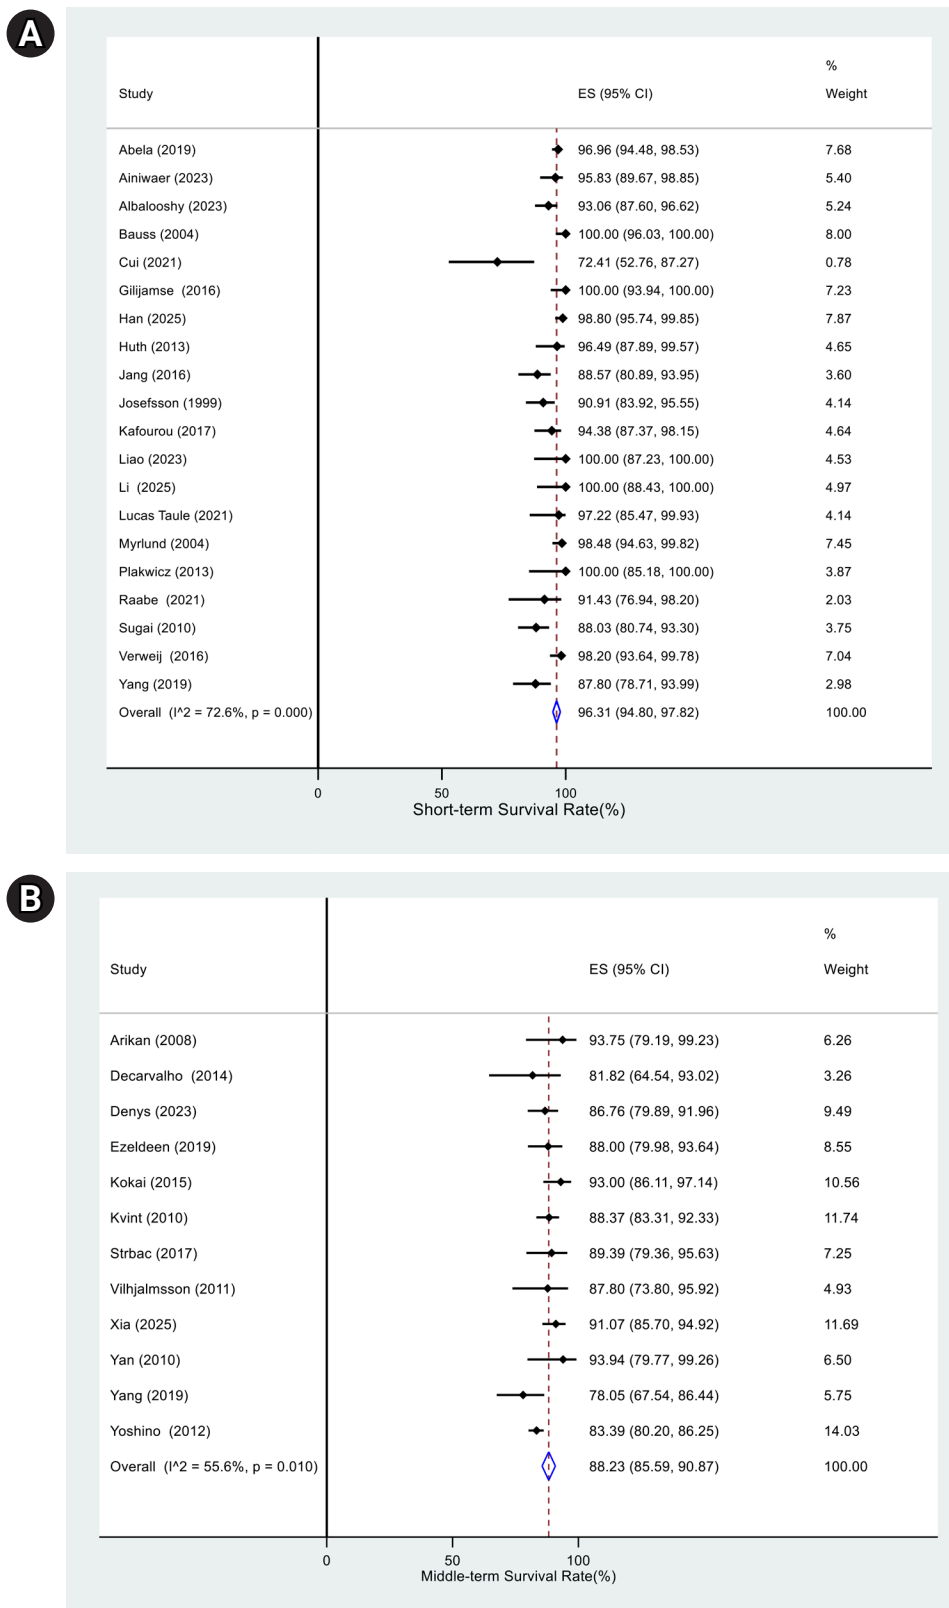 A
%
Study ES (95% CI) Weight
Abela (2019) 96.96 (94.48, 98.53) 7.68
Ainiwaer (2023) 95.83 (89.67, 98.85) 5.40
Albalooshy (2023) 93.06 (87.60, 96.62) 5.24
Bauss (2004) 100.00 (96.03, 100.00) 8.00
Cui (2021) 72.41 (52.76, 87.27) 0.78
Gilijamse (2016) 100.00 (93.94, 100.00) 7.23
Han (2025) 98.80 (95.74, 99.85) 7.87
Huth (2013) 96.49 (87.89, 99.57) 4.65
Jang (2016) 88.57 (80.89, 93.95) 3.60
Josefsson (1999) 90.91 (83.92, 95.55) 4.14
Kafourou (2017) 94.38 (87.37, 98.15) 4.64
Liao (2023) 100.00 (87.23, 100.00) 4.53
Li (2025) 100.00 (88.43, 100.00) 4.97
Lucas Taule (2021) 97.22 (85.47, 99.93) 4.14
Myrlund (2004) 98.48 (94.63, 99.82) 7.45
Plakwicz (2013) 100.00 (85.18, 100.00) 3.87
Raabe (2021) 91.43 (76.94, 98.20) 2.03
Sugai (2010) 88.03 (80.74, 93.30) 3.75
Verweij (2016) 98.20 (93.64, 99.78) 7.04
Yang (2019) 87.80 (78.71, 93.99) 2.98
Overall (I^2 = 72.6%, p = 0.000) 96.31 (94.80, 97.82) 100.00
0 50 100
Short-term Survival Rate(%)
B
%
Study ES (95% CI) Weight
Arikan (2008) 93.75 (79.19, 99.23) 6.26
Decarvalho (2014) 81.82 (64.54, 93.02) 3.26
Denys (2023) 86.76 (79.89, 91.96) 9.49
Ezeldeen (2019) 88.00 (79.98, 93.64) 8.55
Kokai (2015) 93.00 (86.11, 97.14) 10.56
Kvint (2010) 88.37 (83.31, 92.33) 11.74
Strbac (2017) 89.39 (79.36, 95.63) 7.25
Vilhjalmsson (2011) 87.80 (73.80, 95.92) 4.93
Xia (2025) 91.07 (85.70, 94.92) 11.69
Yan (2010) 93.94 (79.77, 99.26) 6.50
Yang (2019) 78.05 (67.54, 86.44) 5.75
Yoshino (2012) 83.39 (80.20, 86.25) 14.03
Overall (I^2 = 55.6%, p = 0.010) 88.23 (85.59, 90.87) 100.00
0 50 100
Middle-term Survival Rate(%)